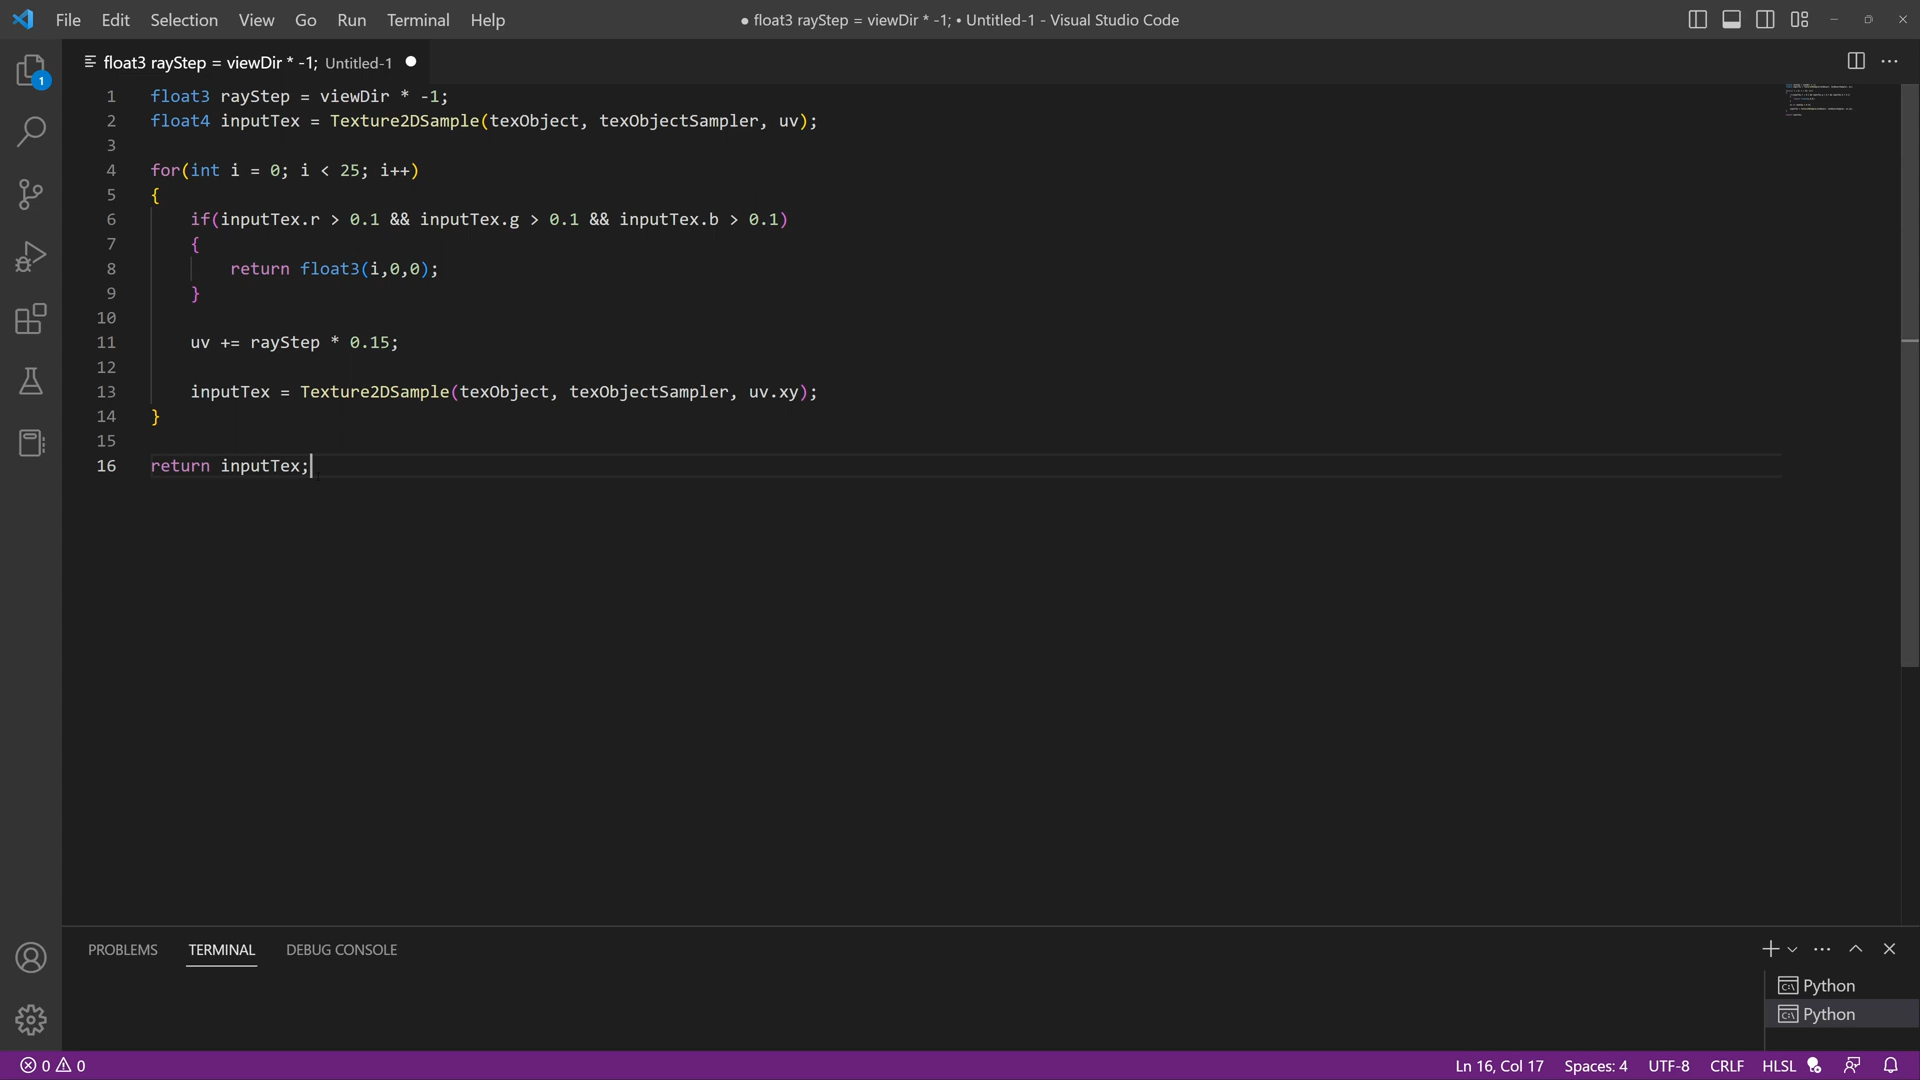 File Edit Selection View Go Run Terminal Help
● float3 rayStep = viewDir * -1; • Untitled-1 - Visual Studio Code
float3 rayStep = viewDir * -1; Untitled-1 ●
1
1 float3 rayStep = viewDir * -1;
2 float4 inputTex = Texture2DSample(texObject, texObjectSampler, uv);
3
4 for(int i = 0; i < 25; i++)
5 {
6 if(inputTex.r > 0.1 && inputTex.g > 0.1 && inputTex.b > 0.1)
7 {
8 return float3(i,0,0);
9 }
10
11 uv += rayStep * 0.15;
12
13 inputTex = Texture2DSample(texObject, texObjectSampler, uv.xy);
14 }
15
16 return inputTex;
PROBLEMS TERMINAL DEBUG CONSOLE
Python
Python
0 0 Ln 16, Col 17 Spaces: 4 UTF-8 CRLF HLSL